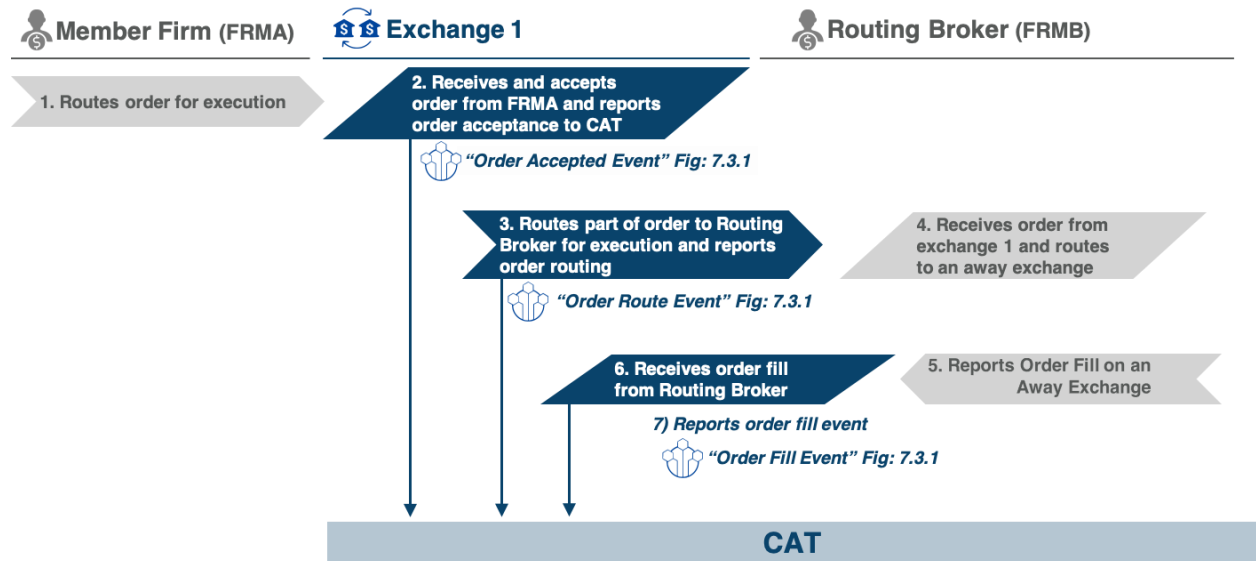 Member Firm (FRMA)
Exchange 1
Routing Broker (FRMB)
1. Routes order for execution
2. Receives and accepts
order from FRMA and reports
order acceptance to CAT
"Order Accepted Event" Fig: 7.3.1
3. Routes part of order to Routing
Broker for execution and reports
order routing
4. Receives order from
exchange 1 and routes
to an away exchange
"Order Route Event" Fig: 7.3.1
6. Receives order fill
from Routing Broker
5. Reports Order Fill on an
Away Exchange
7) Reports order fill event
"Order Fill Event" Fig: 7.3.1
CAT